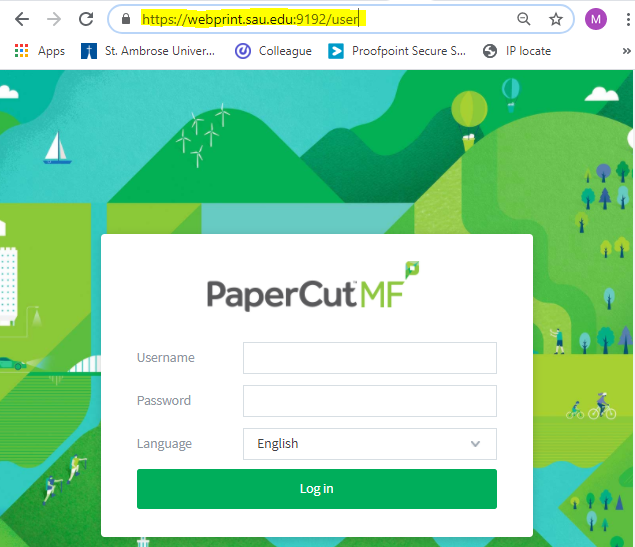 https://webprint.sau.edu:9192/user
M
Apps St. Ambrose Univer... Colleague Proofpoint Secure S... IP locate »
PaperCut™MF
Username
Password
Language English
Log in